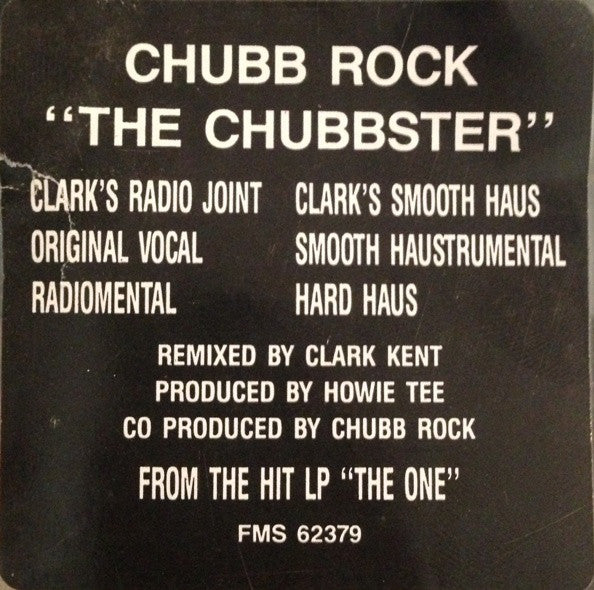 CHUBB ROCK
“THE CHUBBSTER”
CLARK'S RADIO JOINT CLARK'S SMOOTH HAUS
ORIGINAL VOCAL SMOOTH HAUSTRUMENTAL
RADIOMENTAL HARD HAUS
REMIXED BY CLARK KENT
PRODUCED BY HOWIE TEE
CO PRODUCED BY CHUBB ROCK
FROM THE HIT LP “THE ONE”
FMS 62379